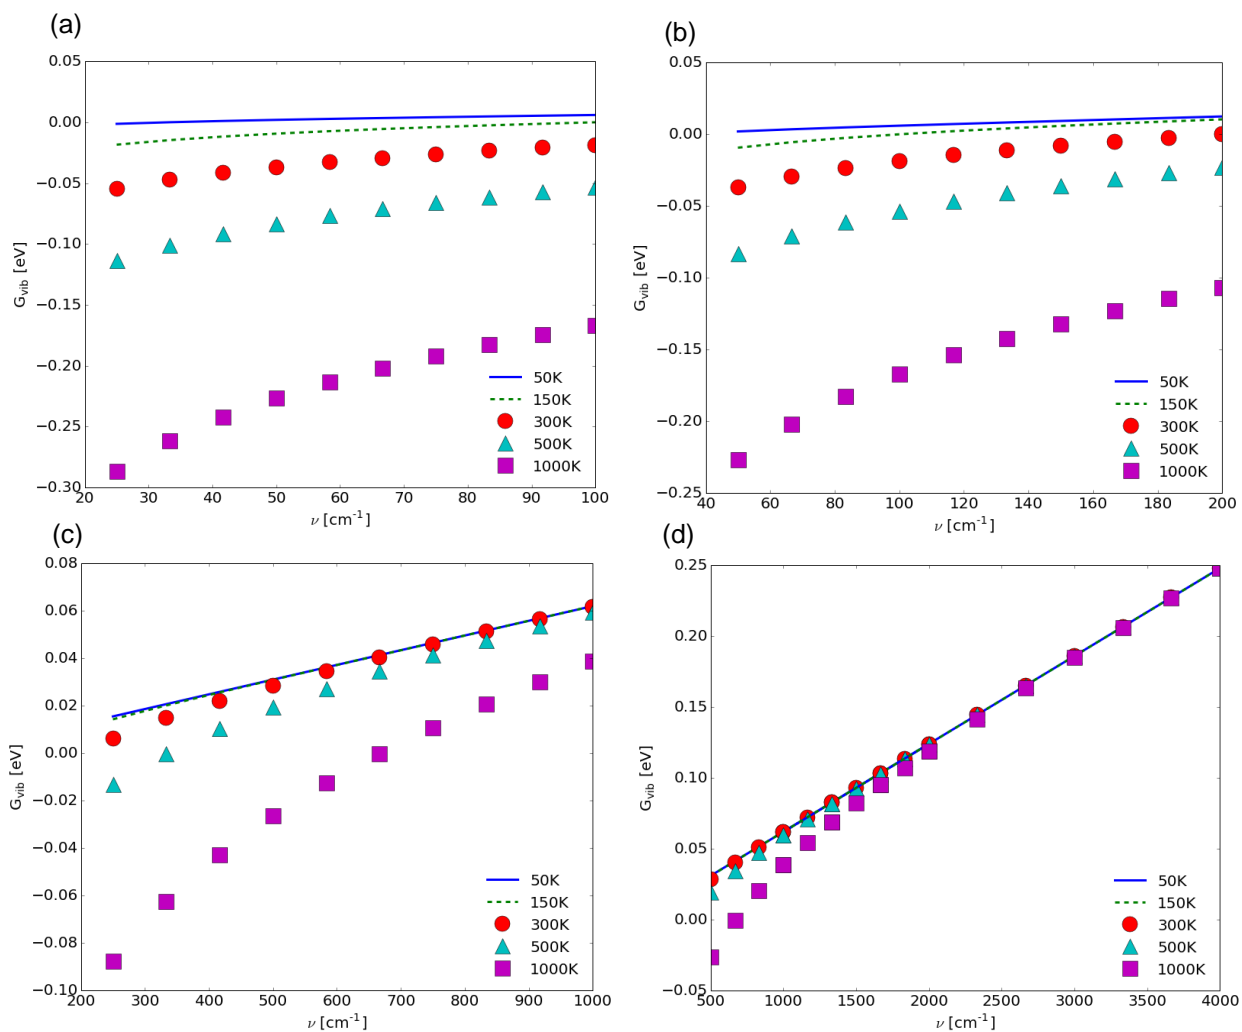 (a)
0.05
0.00
−0.05
−0.10
−0.15
−0.20
−0.25
−0.30
G_vib [eV]
20 30 40 50 60 70 80 90 100
ν [cm⁻¹]
50K
150K
300K
500K
1000K
(b)
0.05
0.00
−0.05
−0.10
−0.15
−0.20
−0.25
G_vib [eV]
40 60 80 100 120 140 160 180 200
ν [cm⁻¹]
50K
150K
300K
500K
1000K
(c)
0.08
0.06
0.04
0.02
0.00
−0.02
−0.04
−0.06
−0.08
−0.10
G_vib [eV]
200 300 400 500 600 700 800 900 1000
ν [cm⁻¹]
50K
150K
300K
500K
1000K
(d)
0.25
0.20
0.15
0.10
0.05
0.00
−0.05
G_vib [eV]
500 1000 1500 2000 2500 3000 3500 4000
ν [cm⁻¹]
50K
150K
300K
500K
1000K